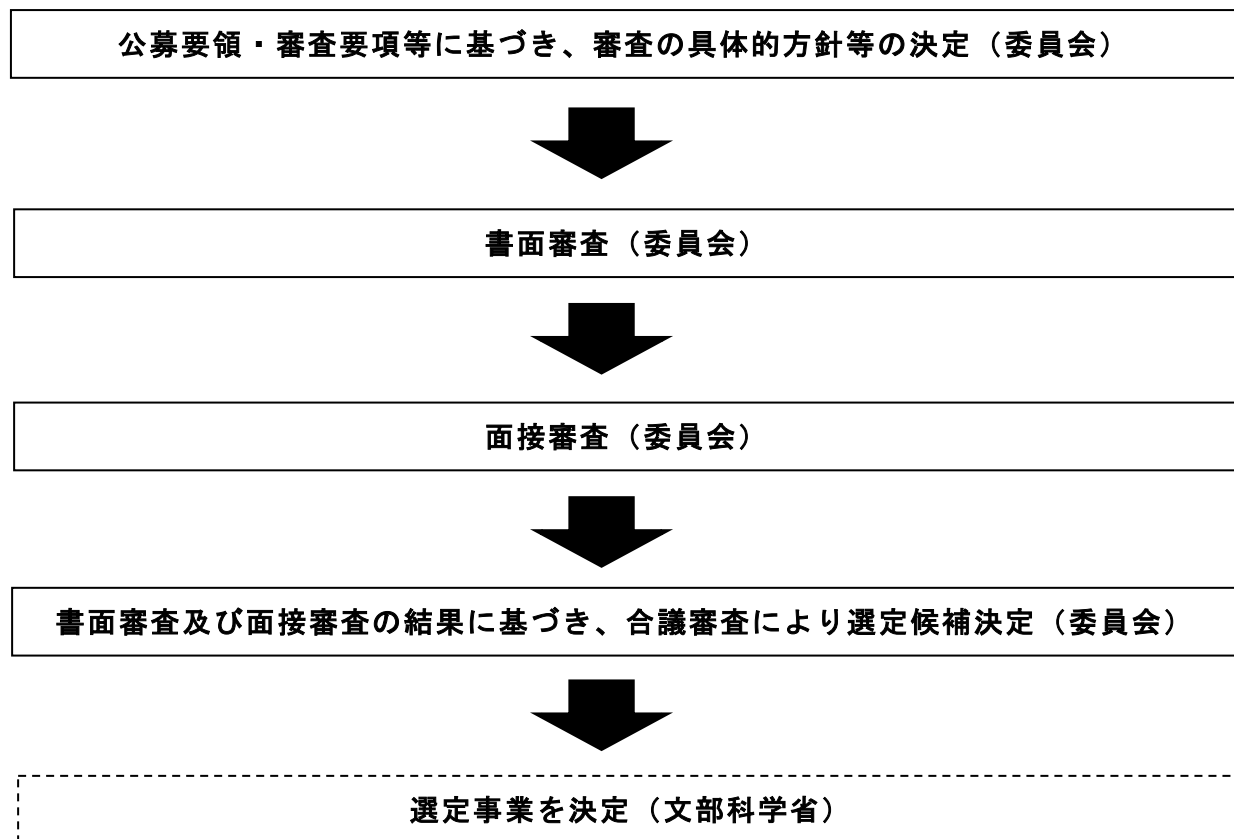 公募要領・審査要項等に基づき、審査の具体的方針等の決定（委員会）
書面審査（委員会）
面接審査（委員会）
書面審査及び面接審査の結果に基づき、合議審査により選定候補決定（委員会）
選定事業を決定（文部科学省）